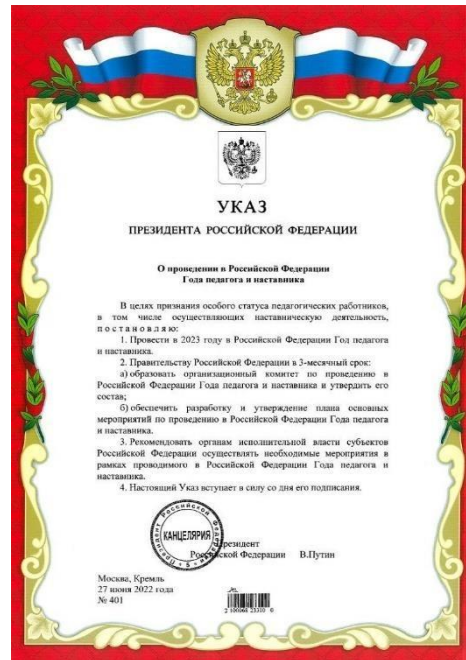 УКАЗ
ПРЕЗИДЕНТА РОССИЙСКОЙ ФЕДЕРАЦИИ
О проведении в Российской Федерации
Года педагога и наставника
В целях признания особого статуса педагогических работников,
в том числе осуществляющих наставническую деятельность,
постановляю:
1. Провести в 2023 году в Российской Федерации Год педагога
и наставника.
2. Правительству Российской Федерации в 3-месячный срок:
а) образовать организационный комитет по проведению в
Российской Федерации Года педагога и наставника и утвердить его
состав;
б) обеспечить разработку и утверждение плана основных
мероприятий по проведению в Российской Федерации Года педагога
и наставника.
3. Рекомендовать органам исполнительной власти субъектов
Российской Федерации осуществлять необходимые мероприятия в
рамках проводимого в Российской Федерации Года педагога и
наставника.
4. Настоящий Указ вступает в силу со дня его подписания.
Президент Российской Федерации
КАНЦЕЛЯРИЯ
5
Президент
Российской Федерации В.Путин
Москва, Кремль
27 июня 2022 года
№ 401